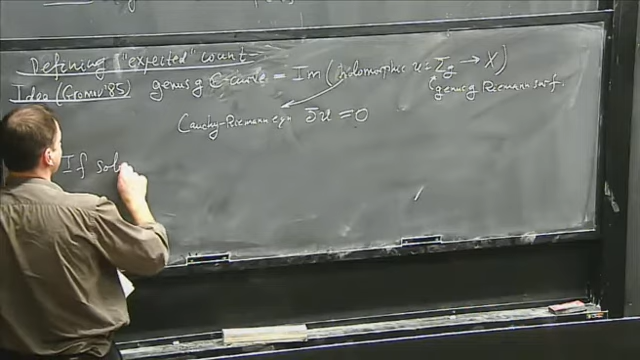 Defining "expected" count
Idea (Gromov '85) genus g C-curve = Im (holomorphic u: Σg → X)
genus g Riemann surf.
Cauchy-Riemann eqn ∂̄u = 0
If sol